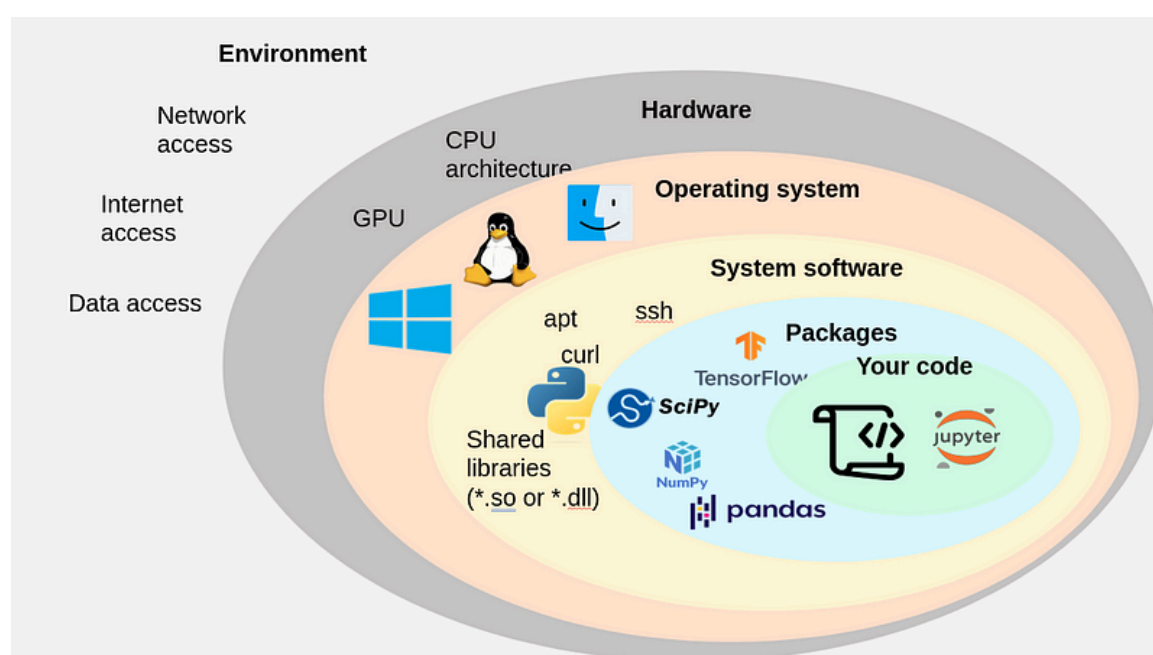 Environment
Network
access
Internet
access
Data access
Hardware
CPU
architecture
GPU
Operating system
System software
apt
ssh
curl
Shared
libraries
(*.so or *.dll)
Packages
TensorFlow
SciPy
NumPy
pandas
Your code
</>
jupyter